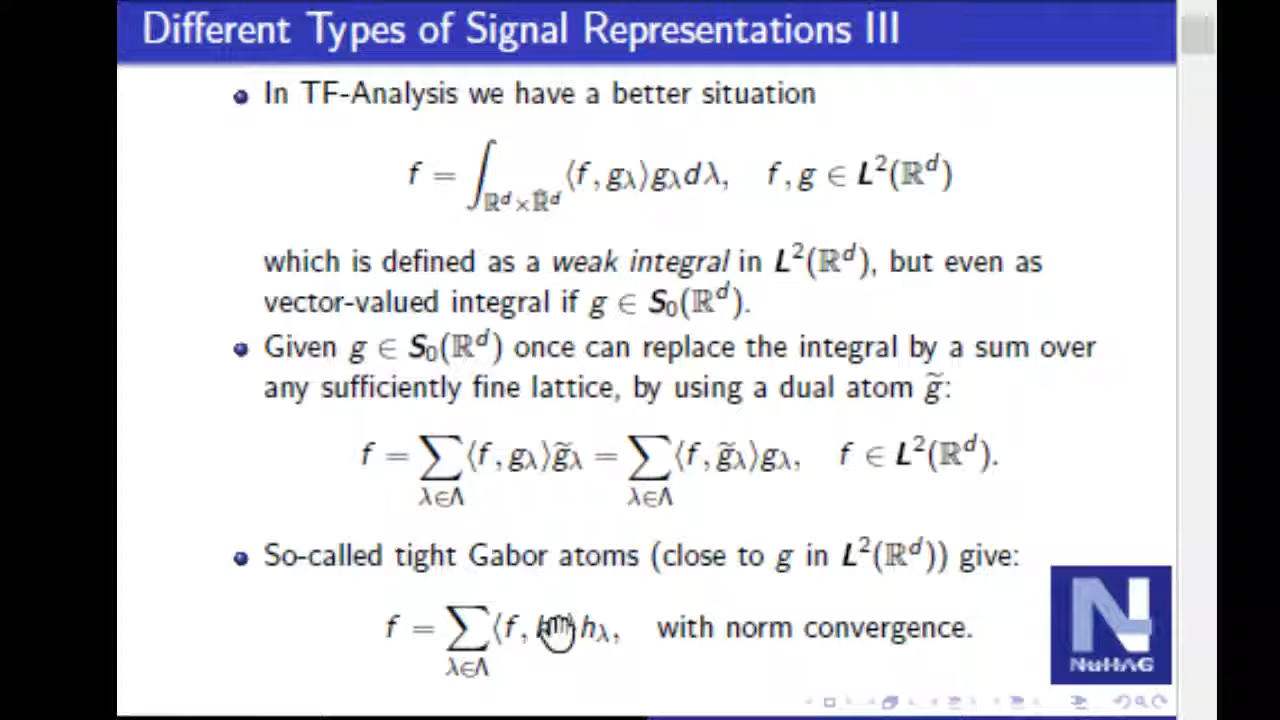 Different Types of Signal Representations III
In TF-Analysis we have a better situation
f = ∫_{ℝ^d×ℝ̂^d} ⟨f, g_λ⟩g_λ dλ, f, g ∈ L²(ℝ^d)
which is defined as a weak integral in L²(ℝ^d), but even as
vector-valued integral if g ∈ S₀(ℝ^d).
Given g ∈ S₀(ℝ^d) once can replace the integral by a sum over
any sufficiently fine lattice, by using a dual atom g̃:
f = ∑_{λ∈Λ} ⟨f, g_λ⟩g̃_λ = ∑_{λ∈Λ} ⟨f, g̃_λ⟩g_λ, f ∈ L²(ℝ^d).
So-called tight Gabor atoms (close to g in L²(ℝ^d)) give:
f = ∑_{λ∈Λ} ⟨f, ⟩h_λ, with norm convergence.
NuHAG